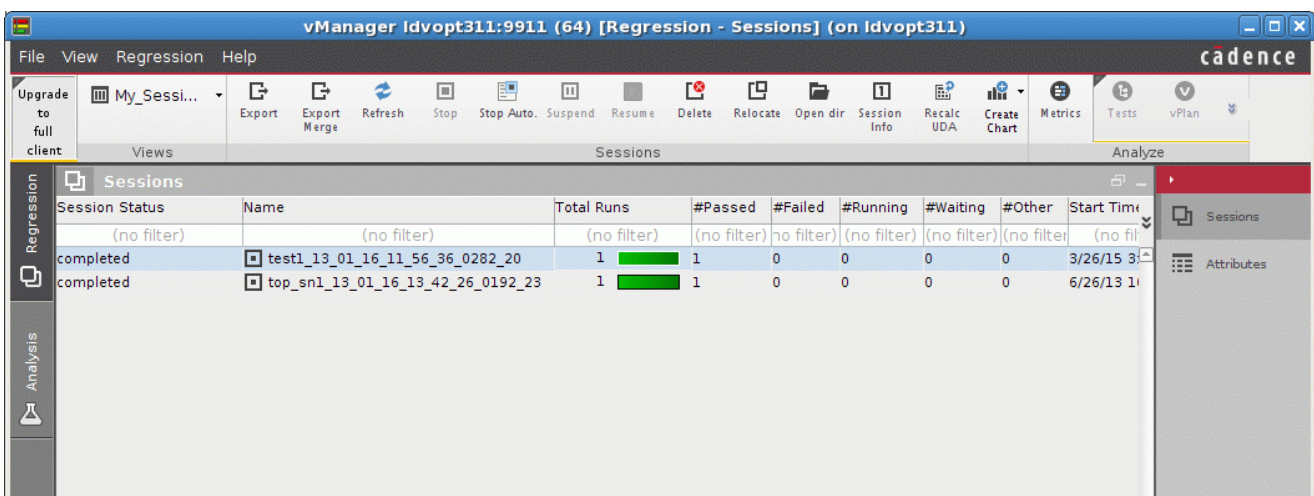 vManager ldvopt311:9911 (64) [Regression - Sessions] (on ldvopt311)
File View Regression Help
cādence
Upgrade to full client
My_Sessi...
Export
Export Merge
Refresh
Stop
Stop Auto.
Suspend
Resume
Delete
Relocate
Open dir
Session Info
Recalc UDA
Create Chart
Metrics
Tests
vPlan
Views Sessions Analyze
Regression
Analysis
Sessions
Session Status Name Total Runs #Passed #Failed #Running #Waiting #Other Start Time
(no filter) (no filter) (no filter) (no filter) no filter) (no filter) (no filter) (no filter (no fil
completed test1_13_01_16_11_56_36_0282_20 1 1 0 0 0 0 3/26/15 3:
completed top_sn1_13_01_16_13_42_26_0192_23 1 1 0 0 0 0 6/26/13 1
Sessions
Attributes